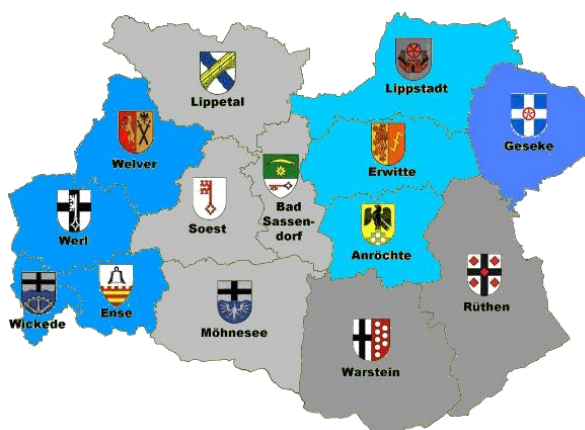 Lippetal
Lippstadt
Geseke
Welver
Erwitte
Bad
Sassen-
dorf
Soest
Werl
Anröchte
Rüthen
Wickede
Ense
Möhnesee
Warstein